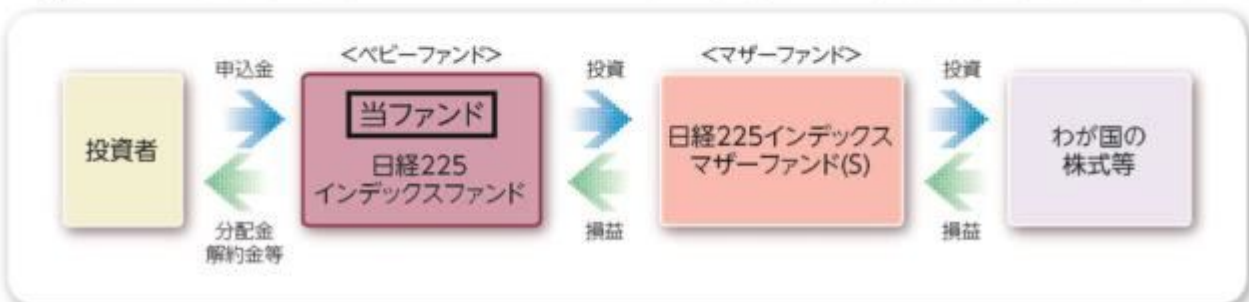 <ベビーファンド>
<マザーファンド>
申込金
投資
投資
投資者
当ファンド
日経225
インデックスファンド
日経225インデックス
マザーファンド(S)
わが国の
株式等
分配金
解約金等
損益
損益